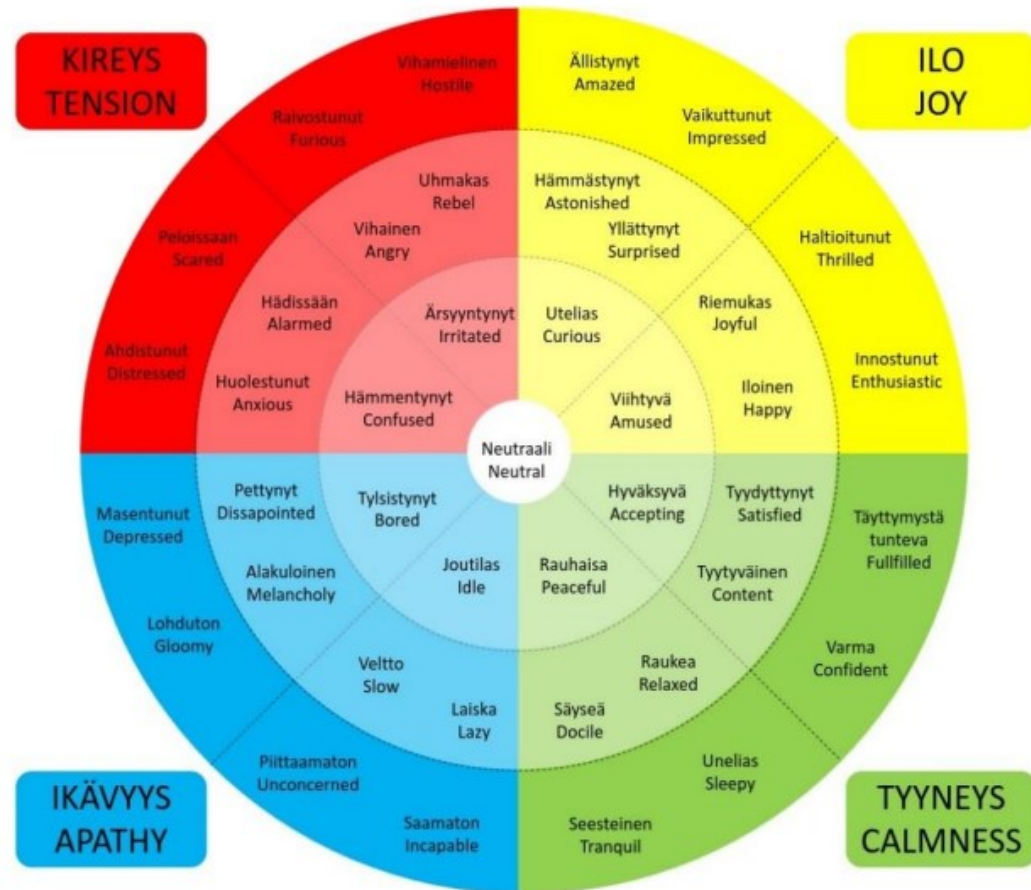 KIREYS
TENSION
ILO
JOY
Vihamielinen
Hostile
Ällistynyt
Amazed
Raivostunut
Furious
Vaikuttunut
Impressed
Uhmakas
Rebel
Hämmästynyt
Astonished
Vihainen
Angry
Yllättynyt
Surprised
Peloissaan
Scared
Haltioitunut
Thrilled
Hädissään
Alarmed
Ärsyyntynyt
Irritated
Utelias
Curious
Riemukas
Joyful
Ahdistunut
Distressed
Huolestunut
Anxious
Hämmentynyt
Confused
Viihtyvä
Amused
Iloinen
Happy
Innostunut
Enthusiastic
Neutraali
Neutral
Masentunut
Depressed
Pettynyt
Dissapointed
Tylsistynyt
Bored
Hyväksyvä
Accepting
Tyydyttynyt
Satisfied
Täyttymystä
tunteva
Fullfilled
Alakuloinen
Melancholy
Joutilas
Idle
Rauhaisa
Peaceful
Tyytyväinen
Content
Lohduton
Gloomy
Veltto
Slow
Raukea
Relaxed
Varma
Confident
Laiska
Lazy
Säyseä
Docile
Piittaamaton
Unconcerned
Unelias
Sleepy
Saamaton
Incapable
Seesteinen
Tranquil
IKÄVYYS
APATHY
TYYNEYS
CALMNESS